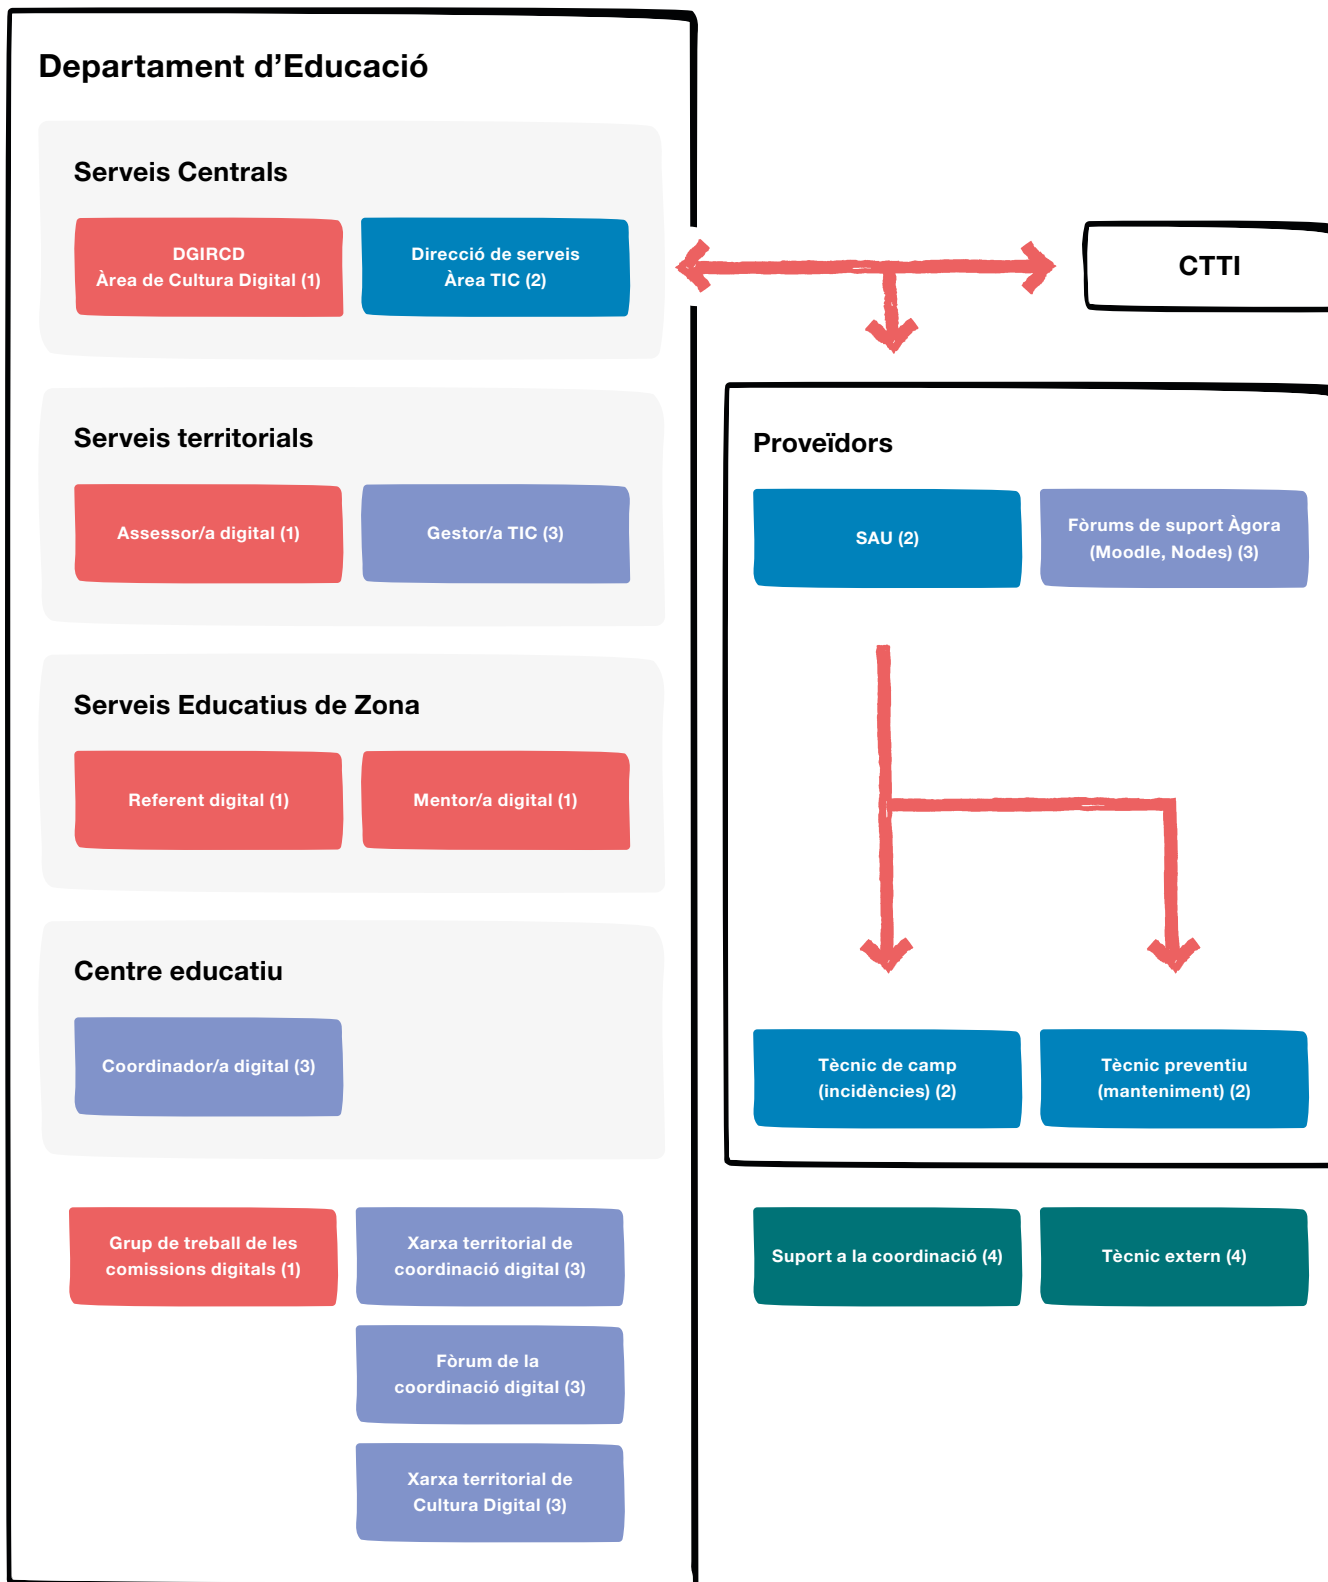 Departament d’Educació
Serveis Centrals
DGIRCD
Àrea de Cultura Digital (1)
Direcció de serveis
Àrea TIC (2)
CTTI
Serveis territorials
Assessor/a digital (1)
Gestor/a TIC (3)
Serveis Educatius de Zona
Referent digital (1)
Mentor/a digital (1)
Centre educatiu
Coordinador/a digital (3)
Grup de treball de les
comissions digitals (1)
Xarxa territorial de
coordinació digital (3)
Fòrum de la
coordinació digital (3)
Xarxa territorial de
Cultura Digital (3)
Proveïdors
SAU (2)
Fòrums de suport Àgora
(Moodle, Nodes) (3)
Tècnic de camp
(incidències) (2)
Tècnic preventiu
(manteniment) (2)
Suport a la coordinació (4)
Tècnic extern (4)